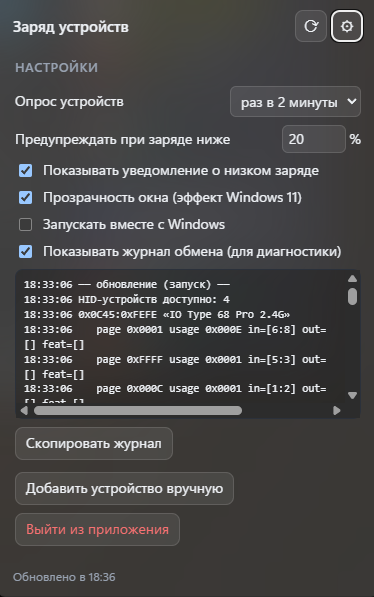 Заряд устройств
НАСТРОЙКИ
Опрос устройств
раз в 2 минуты
Предупреждать при заряде ниже
20
%
Показывать уведомление о низком заряде
Прозрачность окна (эффект Windows 11)
Запускать вместе с Windows
Показывать журнал обмена (для диагностики)
18:33:06 —— обновление (запуск) ——
18:33:06 HID-устройств доступно: 4
18:33:06 0x0C45:0xFEFE «IO Type 68 Pro 2.4G»
18:33:06    page 0x0001 usage 0x000E in=[6:8] out=
[] feat=[]
18:33:06    page 0xFFFF usage 0x0001 in=[5:3] out=
[] feat=[]
18:33:06    page 0x000C usage 0x0001 in=[1:2] out=
[] feat=[]
Скопировать журнал
Добавить устройство вручную
Выйти из приложения
Обновлено в 18:36